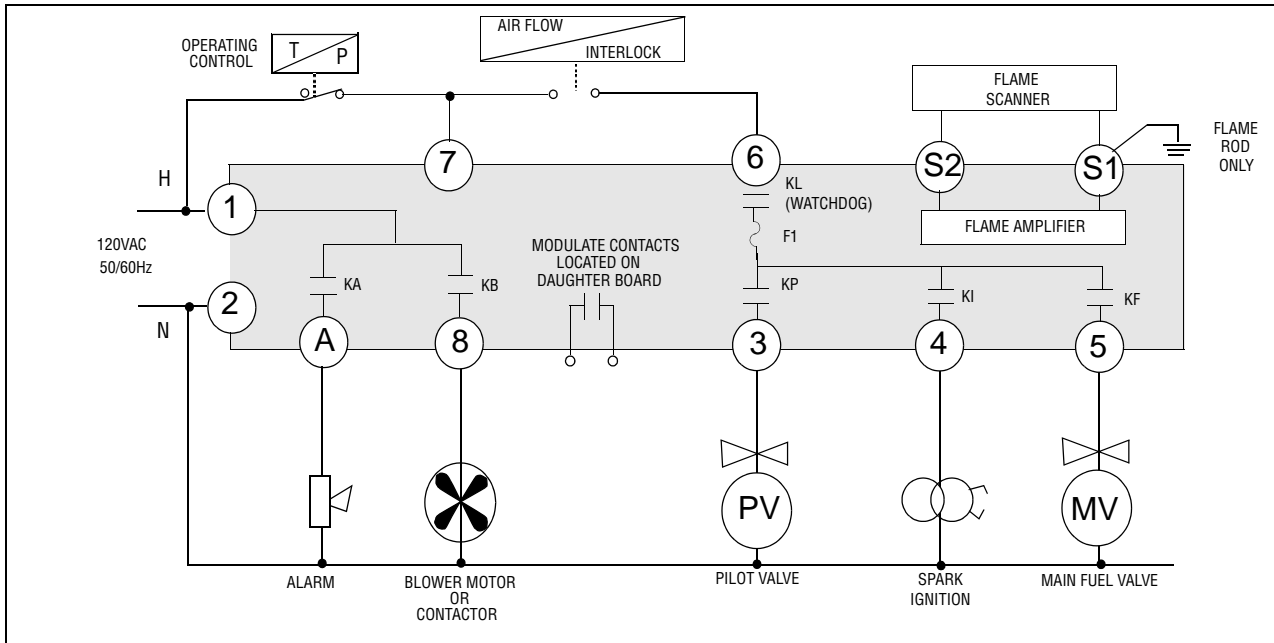 AIR FLOW
INTERLOCK
OPERATING
CONTROL
T P
FLAME
SCANNER
FLAME
ROD
ONLY
7
6
S2
S1
H
1
KL
(WATCHDOG)
F1
FLAME AMPLIFIER
120VAC
50/60Hz
MODULATE CONTACTS
LOCATED ON
DAUGHTER BOARD
KA
KB
KP
KI
KF
2
N
A
8
3
4
5
PV
MV
ALARM
BLOWER MOTOR
OR
CONTACTOR
PILOT VALVE
SPARK
IGNITION
MAIN FUEL VALVE